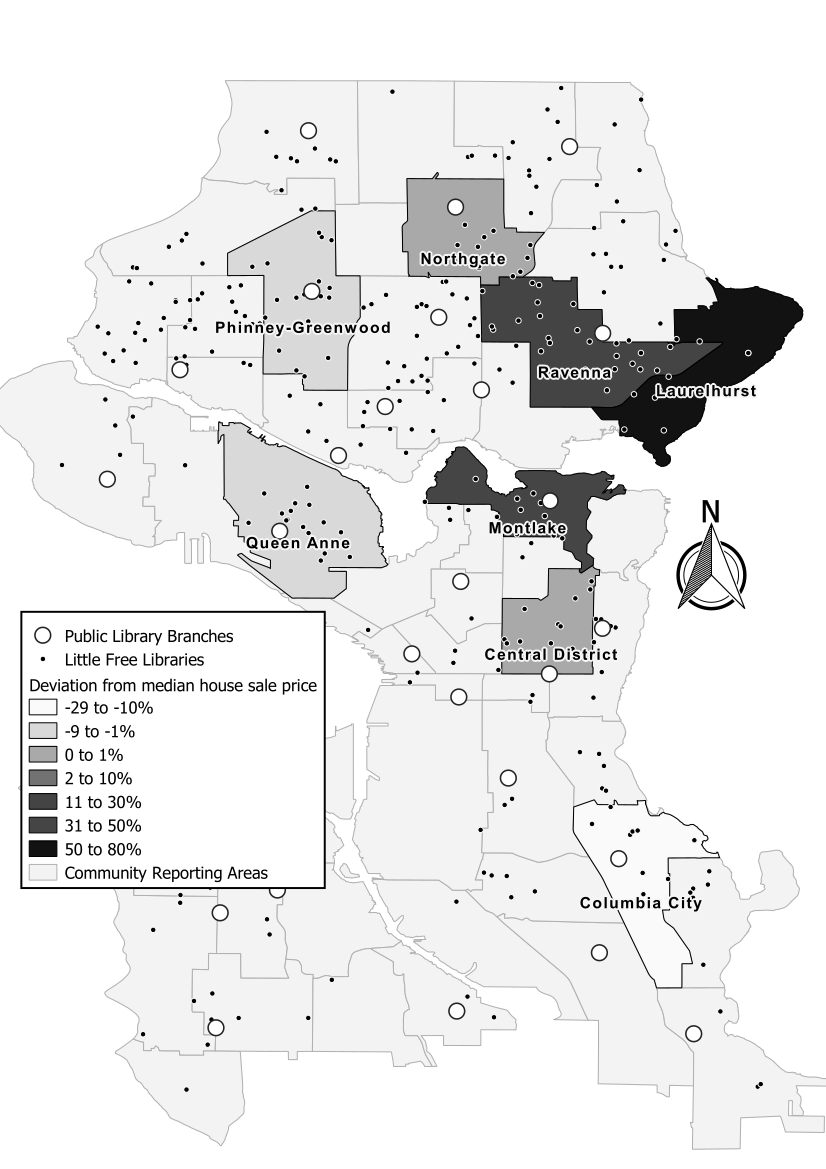 Northgate
Phinney-Greenwood
Ravenna
Laurelhurst
N
Montlake
Queen Anne
Public Library Branches
Little Free Libraries
Central District
Deviation from median house sale price
-29 to -10%
-9 to -1%
0 to 1%
2 to 10%
11 to 30%
31 to 50%
50 to 80%
Community Reporting Areas
Columbia City